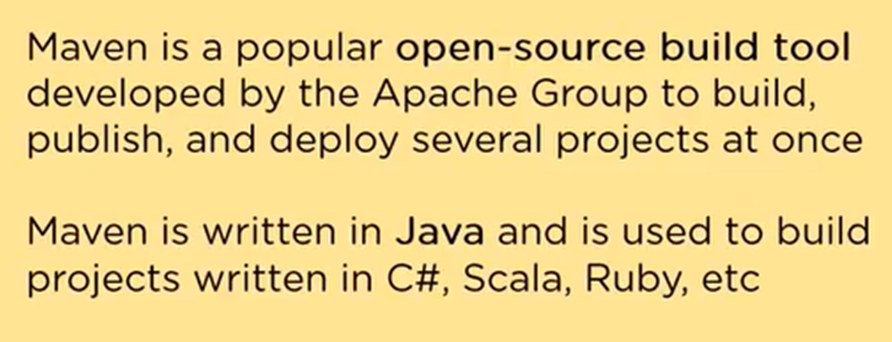 Maven is a popular open-source build tool
developed by the Apache Group to build,
publish, and deploy several projects at once
Maven is written in Java and is used to build
projects written in C#, Scala, Ruby, etc